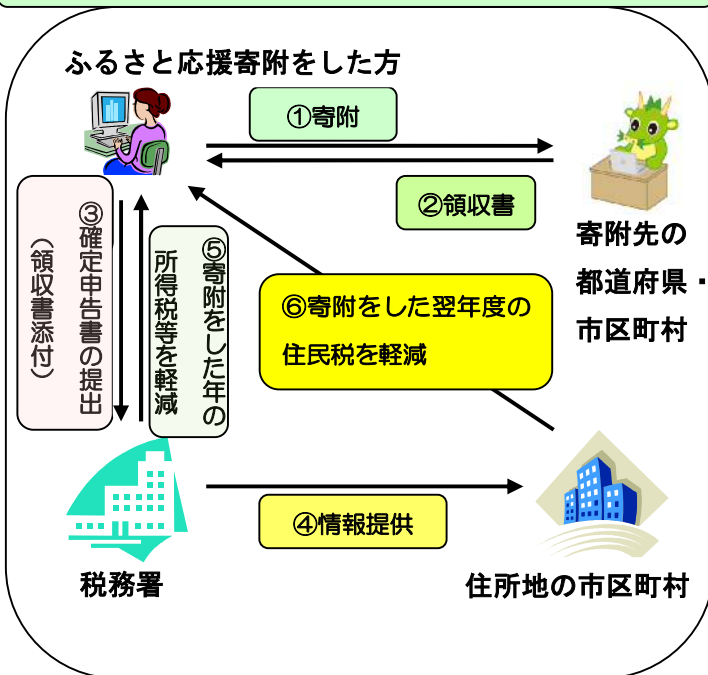 ふるさと応援寄附をした方
①寄附
②領収書
寄附先の
都道府県・
市区町村
③確定申告書の提出
（領収書添付）
⑤寄附をした年の
所得税等を軽減
⑥寄附をした翌年度の
住民税を軽減
④情報提供
税務署
住所地の市区町村